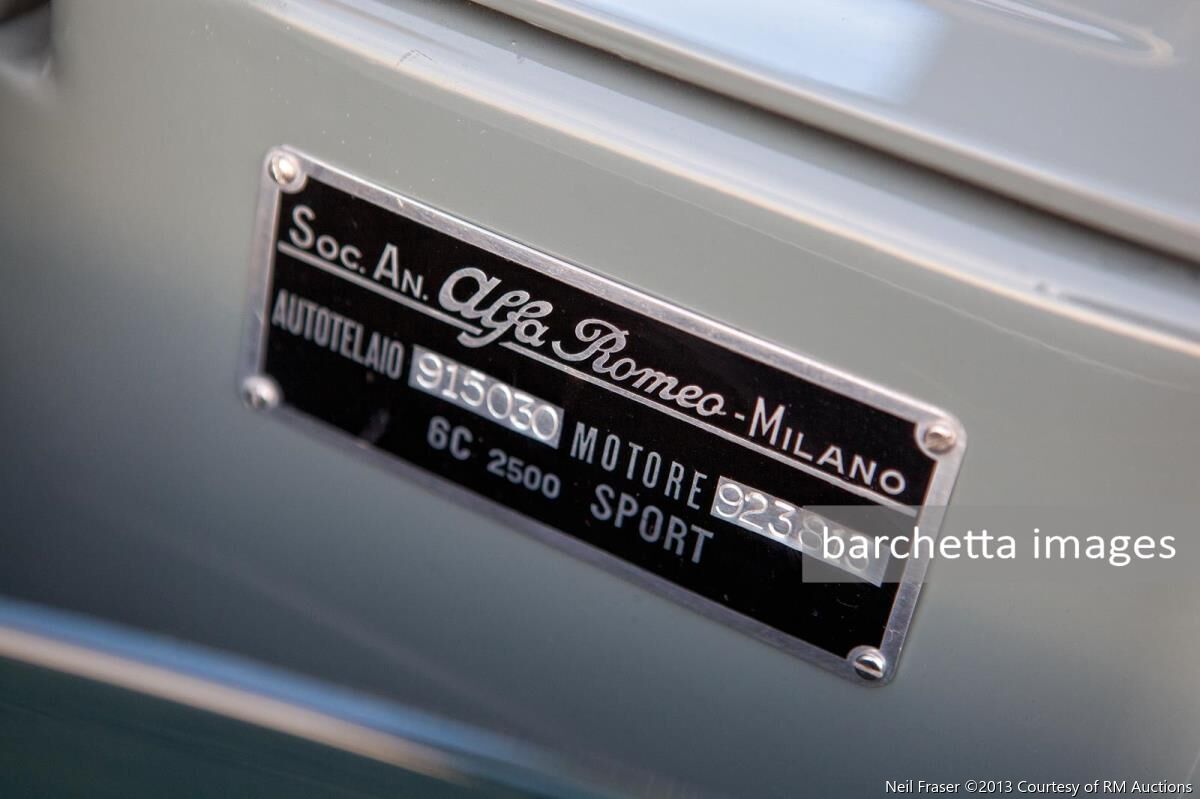 Soc. An. Alfa Romeo - Milano
AUTOTELAIO 915030 MOTORE
6C 2500 SPORT
barchetta images
Neil Fraser ©2013 Courtesy of RM Auctions